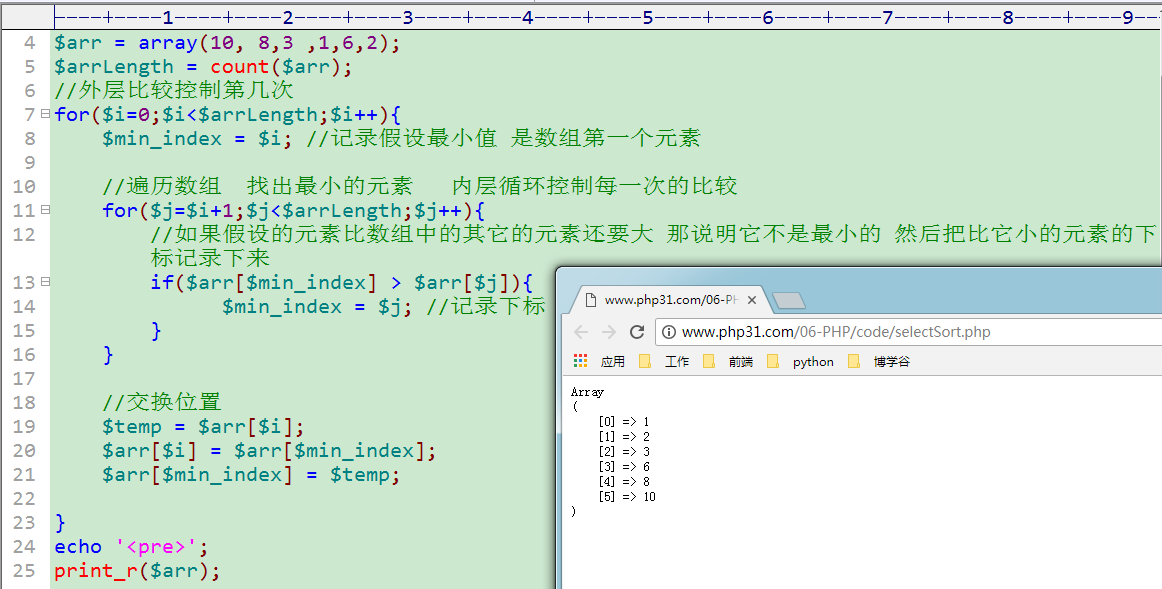 ----+----1----+----2----+----3----+----4----+----5----+----6----+----7----+----8----+----9--
4 $arr = array(10, 8,3 ,1,6,2);
5 $arrLength = count($arr);
6 //外层比较控制第几次
7 for($i=0;$i<$arrLength;$i++){
8 $min_index = $i; //记录假设最小值 是数组第一个元素
9
10 //遍历数组 找出最小的元素 内层循环控制每一次的比较
11 for($j=$i+1;$j<$arrLength;$j++){
12 //如果假设的元素比数组中的其它的元素还要大 那说明它不是最小的 然后把比它小的元素的下
标记录下来
13 if($arr[$min_index] > $arr[$j]){
14 $min_index = $j; //记录下标
15 }
16 }
17
18 //交换位置
19 $temp = $arr[$i];
20 $arr[$i] = $arr[$min_index];
21 $arr[$min_index] = $temp;
22
23 }
24 echo '<pre>';
25 print_r($arr);
www.php31.com/06-PH
www.php31.com/06-PHP/code/selectSort.php
应用 工作 前端 python 博学谷
Array
(
[0] => 1
[1] => 2
[2] => 3
[3] => 6
[4] => 8
[5] => 10
)